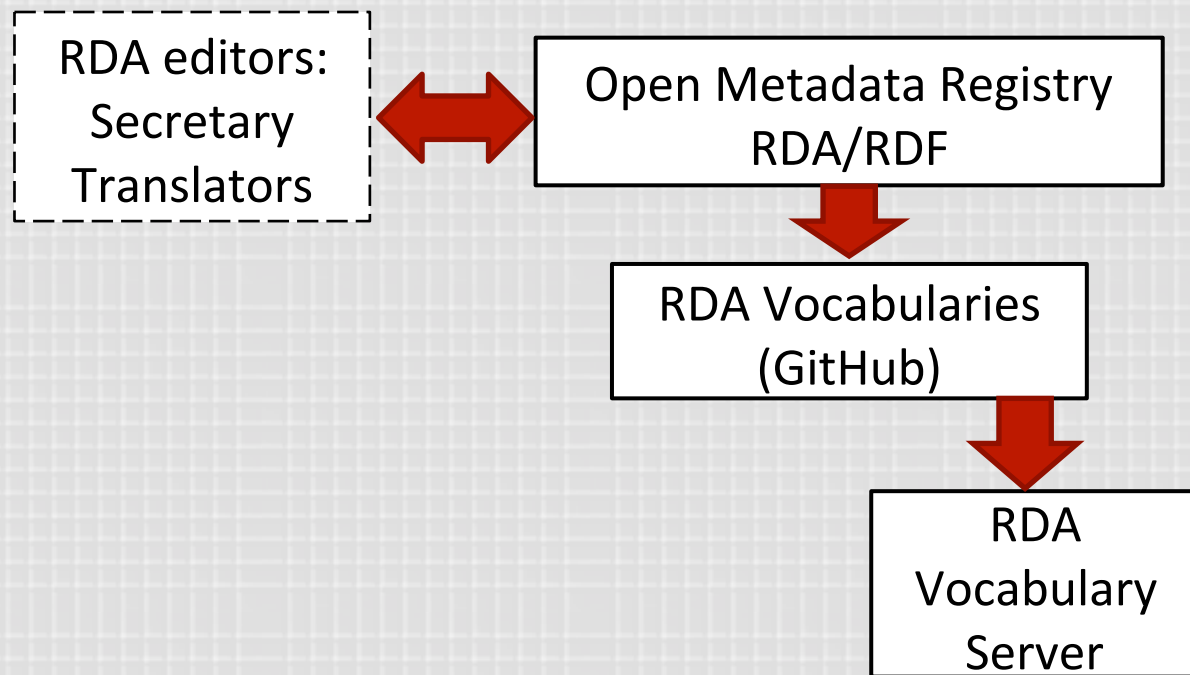 RDA editors:
Secretary
Translators
Open Metadata Registry
RDA/RDF
RDA Vocabularies
(GitHub)
RDA
Vocabulary
Server